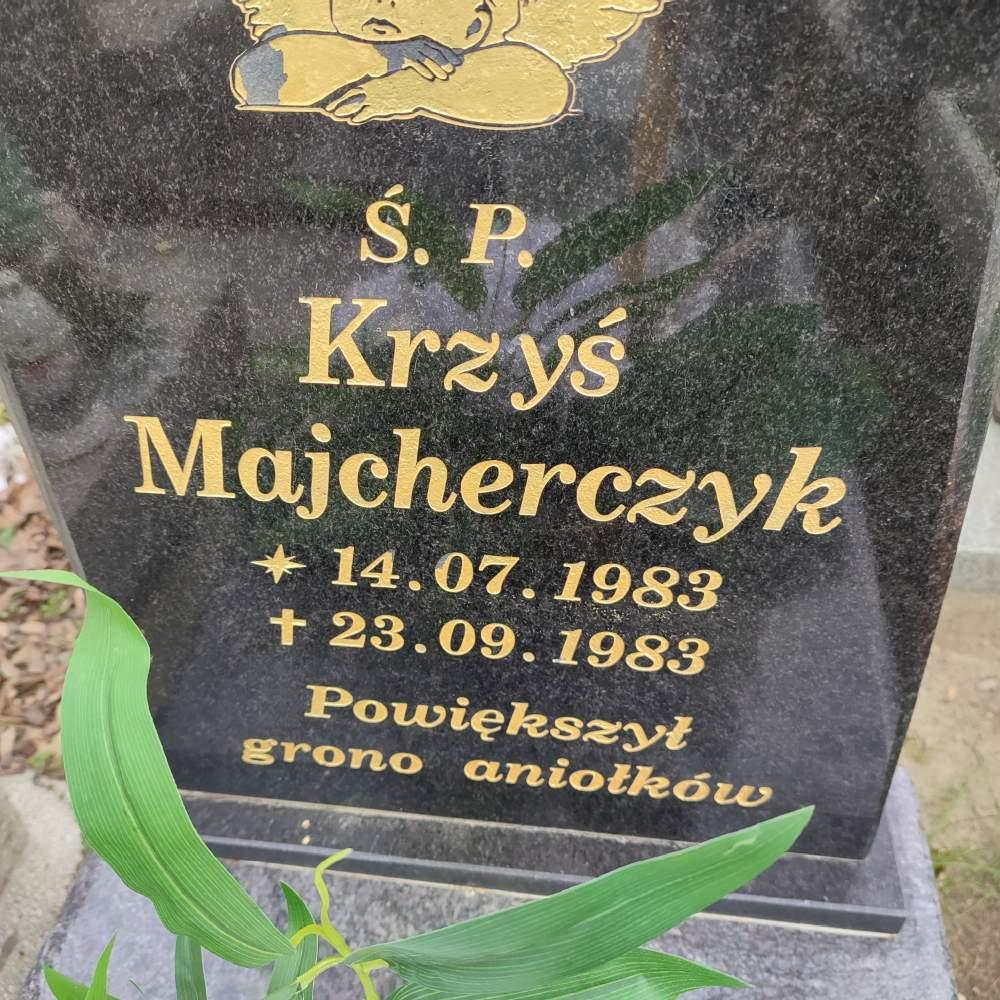 Ś. P.
Krzyś
Majcherczyk
14.07.1983
23.09.1983
Powiększył
grono aniołków